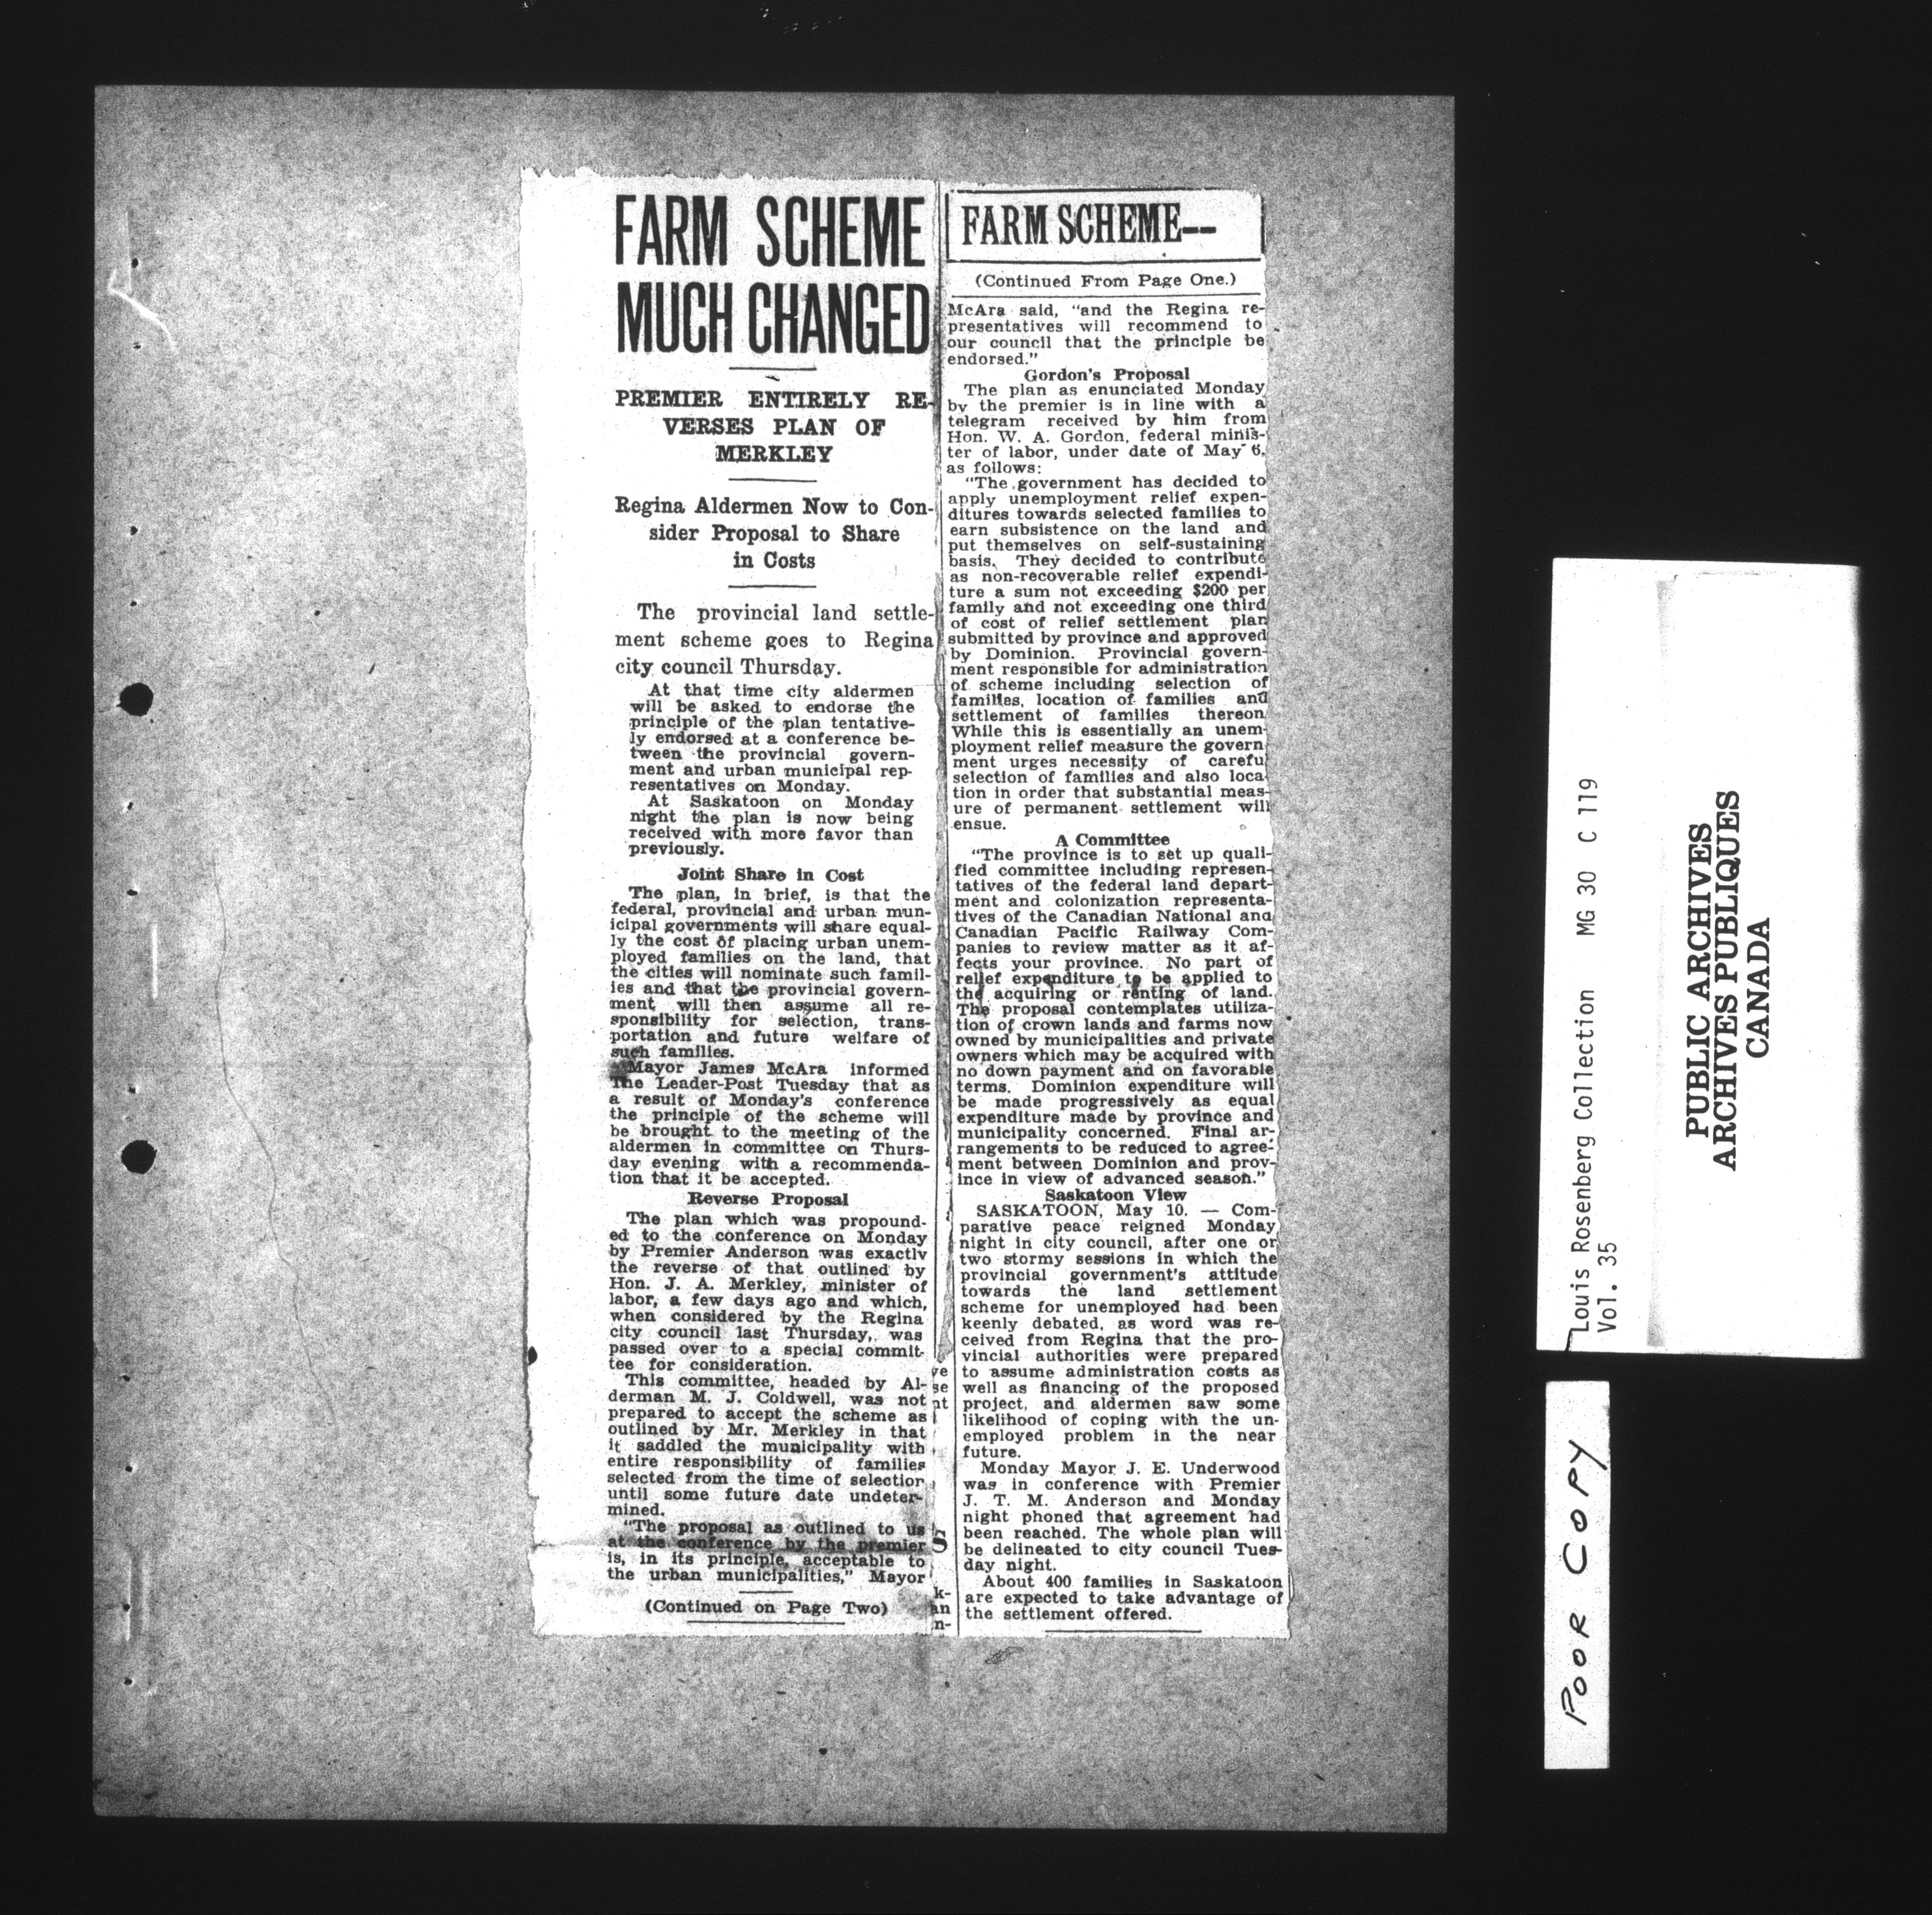 FARM SCHEME
MUCH CHANGED
PREMIER ENTIRELY RE-
VERSES PLAN OF
MERKLEY
Regina Aldermen Now to Con-
sider Proposal to Share
in Costs
The provincial land settle-
ment scheme goes to Regina
city council Thursday.
At that time city aldermen
will be asked to endorse the
principle of the plan tentative-
ly endorsed at a conference be-
tween the provincial govern-
ment and urban municipal rep-
resentatives on Monday.
At Saskatoon on Monday
night the plan is now being
received with more favor than
previously.
Joint Share in Cost
The plan, in brief, is that the
federal, provincial and urban mun-
icipal governments will share equal-
ly the cost of placing urban unem-
ployed families on the land, that
the cities will nominate such famil-
ies and that the provincial govern-
ment will then assume all re-
sponsibility for selection, trans-
portation and future welfare of
such families.
Mayor James McAra informed
The Leader-Post Tuesday that as
a result of Monday's conference
the principle of the scheme will
be brought to the meeting of the
aldermen in committee on Thurs-
day evening with a recommenda-
tion that it be accepted.
Reverse Proposal
The plan which was propound-
ed to the conference on Monday
by Premier Anderson was exactly
the reverse of that outlined by
Hon. J. A. Merkley, minister of
labor, a few days ago and which,
when considered by the Regina
city council last Thursday, was
passed over to a special commit-
tee for consideration.
This committee, headed by Al-
derman M. J. Coldwell, was not
prepared to accept the scheme as
outlined by Mr. Merkley in that
it saddled the municipality with
entire responsibility of families
selected from the time of selection
until some future date undeter-
mined.
"The proposal as outlined to us
at the conference by the premier
is, in its principle, acceptable to
the urban municipalities," Mayor
(Continued on Page Two)
ve
se
nt
S
k-
an
n-
FARM SCHEME--
(Continued From Page One.)
McAra said, "and the Regina re-
presentatives will recommend to
our council that the principle be
endorsed."
Gordon's Proposal
The plan as enunciated Monday
by the premier is in line with a
telegram received by him from
Hon. W. A. Gordon, federal minis-
ter of labor, under date of May 6,
as follows:
"The government has decided to
apply unemployment relief expen-
ditures towards selected families to
earn subsistence on the land and
put themselves on self-sustaining
basis. They decided to contribute
as non-recoverable relief expendi-
ture a sum not exceeding $200 per
family and not exceeding one third
of cost of relief settlement plan
submitted by province and approved
by Dominion. Provincial govern-
ment responsible for administration
of scheme including selection of
families, location of families and
settlement of families thereon
While this is essentially an unem-
ployment relief measure the govern
ment urges necessity of carefu
selection of families and also loca
tion in order that substantial meas-
ure of permanent settlement will
ensue.
A Committee
"The province is to set up quali-
fied committee including represen-
tatives of the federal land depart-
ment and colonization representa-
tives of the Canadian National and
Canadian Pacific Railway Com-
panies to review matter as it af-
fects your province. No part of
relief expenditure to be applied to
the acquiring or renting of land.
The proposal contemplates utiliza-
tion of crown lands and farms now
owned by municipalities and private
owners which may be acquired with
no down payment and on favorable
terms. Dominion expenditure will
be made progressively as equal
expenditure made by province and
municipality concerned. Final ar-
rangements to be reduced to agree-
ment between Dominion and prov-
ince in view of advanced season."
Saskatoon View
SASKATOON, May 10. — Com-
parative peace reigned Monday
night in city council, after one or
two stormy sessions in which the
provincial government's attitude
towards the land settlement
scheme for unemployed had been
keenly debated, as word was re-
ceived from Regina that the pro-
vincial authorities were prepared
to assume administration costs as
well as financing of the proposed
project, and aldermen saw some
likelihood of coping with the un-
employed problem in the near
future.
Monday Mayor J. E. Underwood
was in conference with Premier
J. T. M. Anderson and Monday
night phoned that agreement had
been reached. The whole plan will
be delineated to city council Tues-
day night.
About 400 families in Saskatoon
are expected to take advantage of
the settlement offered.
Louis Rosenberg Collection MG 30 C 119
Vol. 35
PUBLIC ARCHIVES
ARCHIVES PUBLIQUES
CANADA
POOR COPY